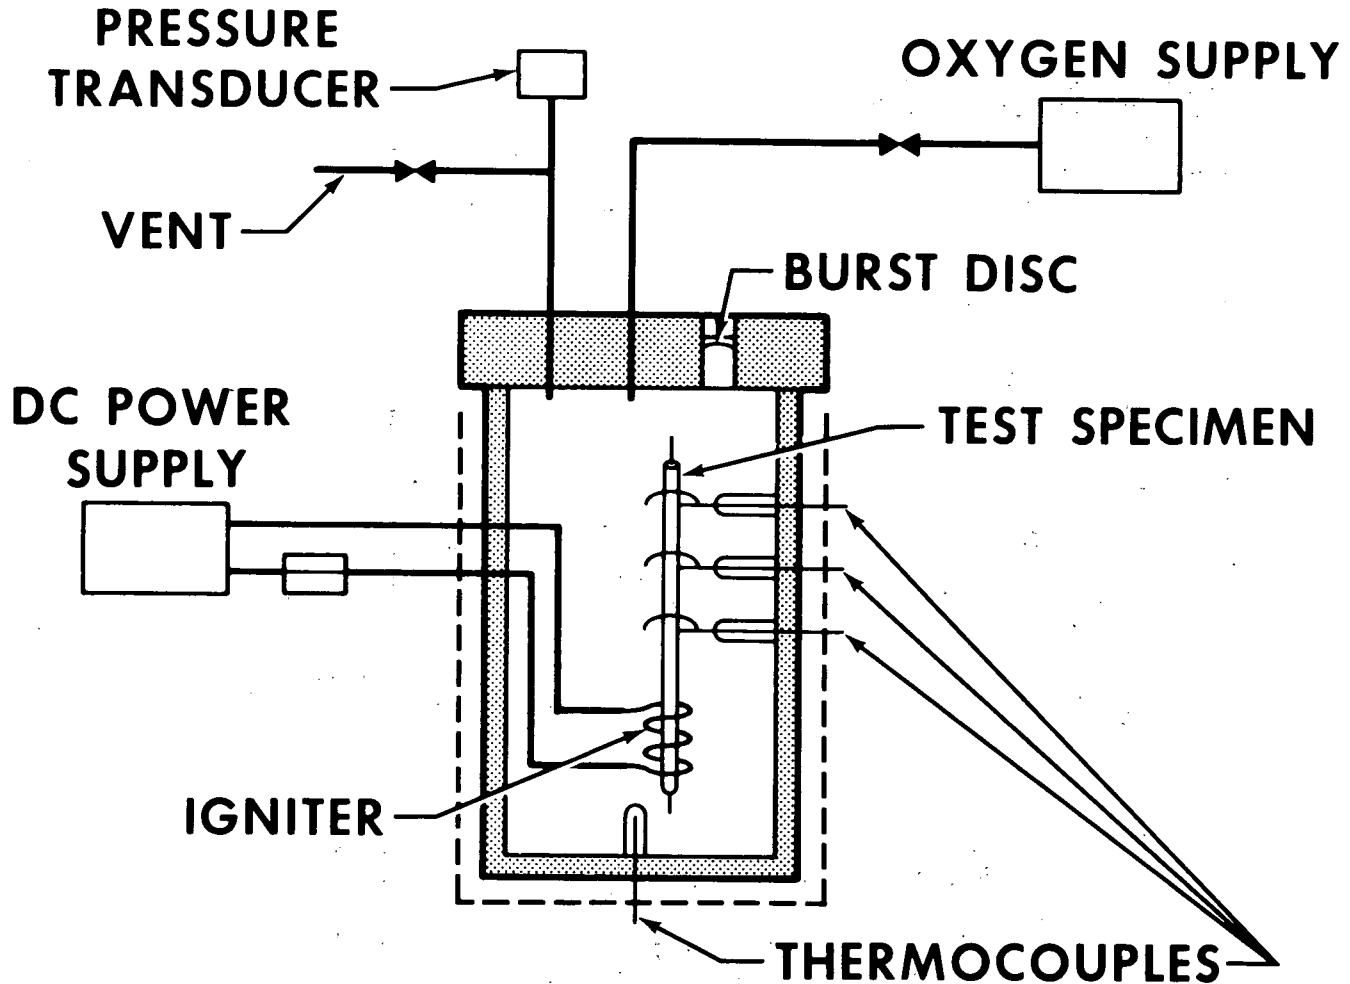 PRESSURE
TRANSDUCER
OXYGEN SUPPLY
VENT
BURST DISC
DC POWER
SUPPLY
TEST SPECIMEN
IGNITER
THERMOCOUPLES